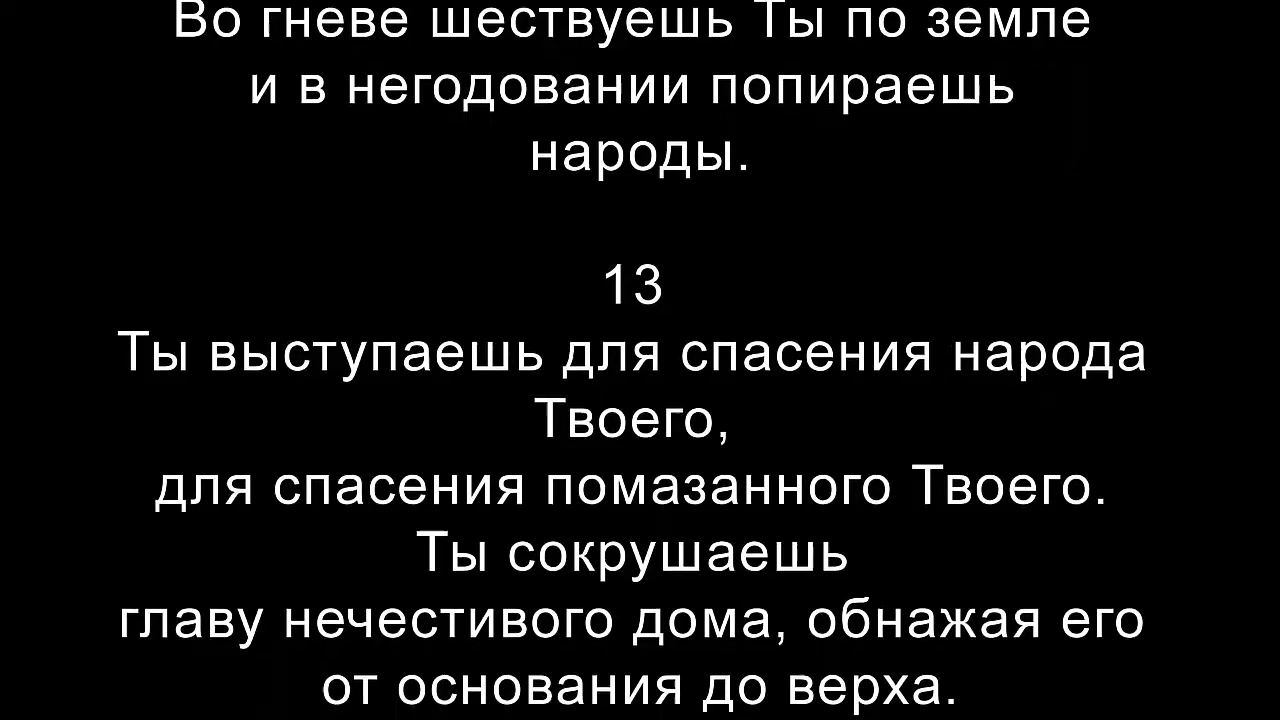 Во гневе шествуешь Ты по земле
и в негодовании попираешь
народы.
13
Ты выступаешь для спасения народа
Твоего,
для спасения помазанного Твоего.
Ты сокрушаешь
главу нечестивого дома, обнажая его
от основания до верха.